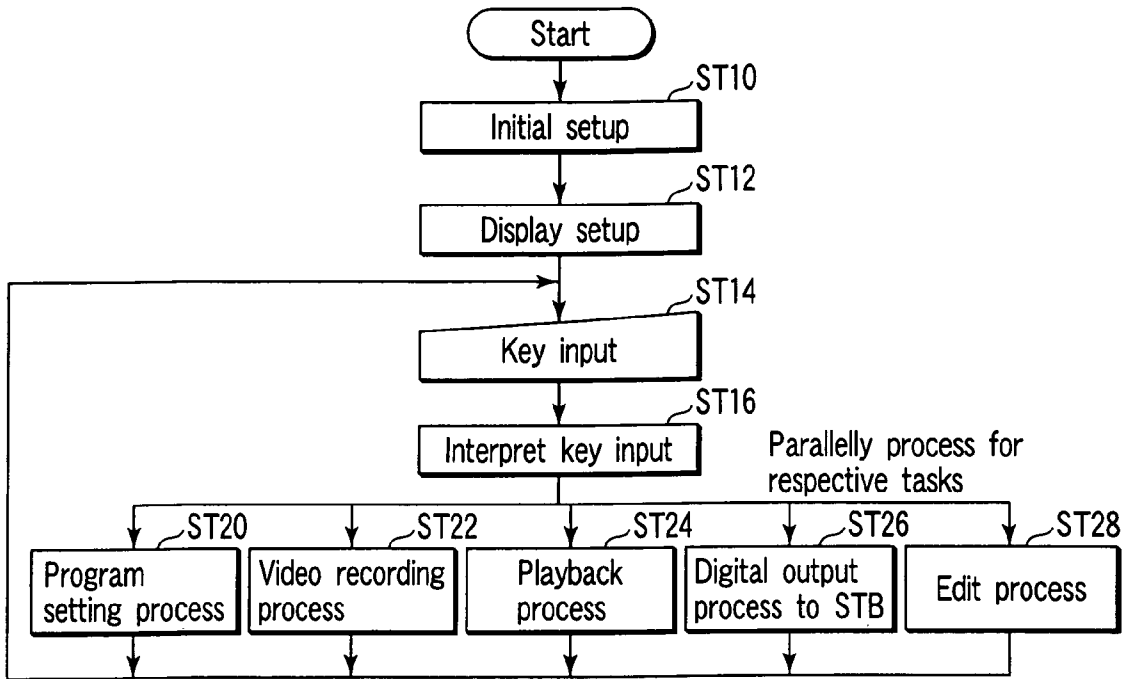 Start
ST10
Initial setup
ST12
Display setup
ST14
Key input
ST16
Interpret key input
Parallelly process for
respective tasks
ST20
Program
setting process
ST22
Video recording
process
ST24
Playback
process
ST26
Digital output
process to STB
ST28
Edit process